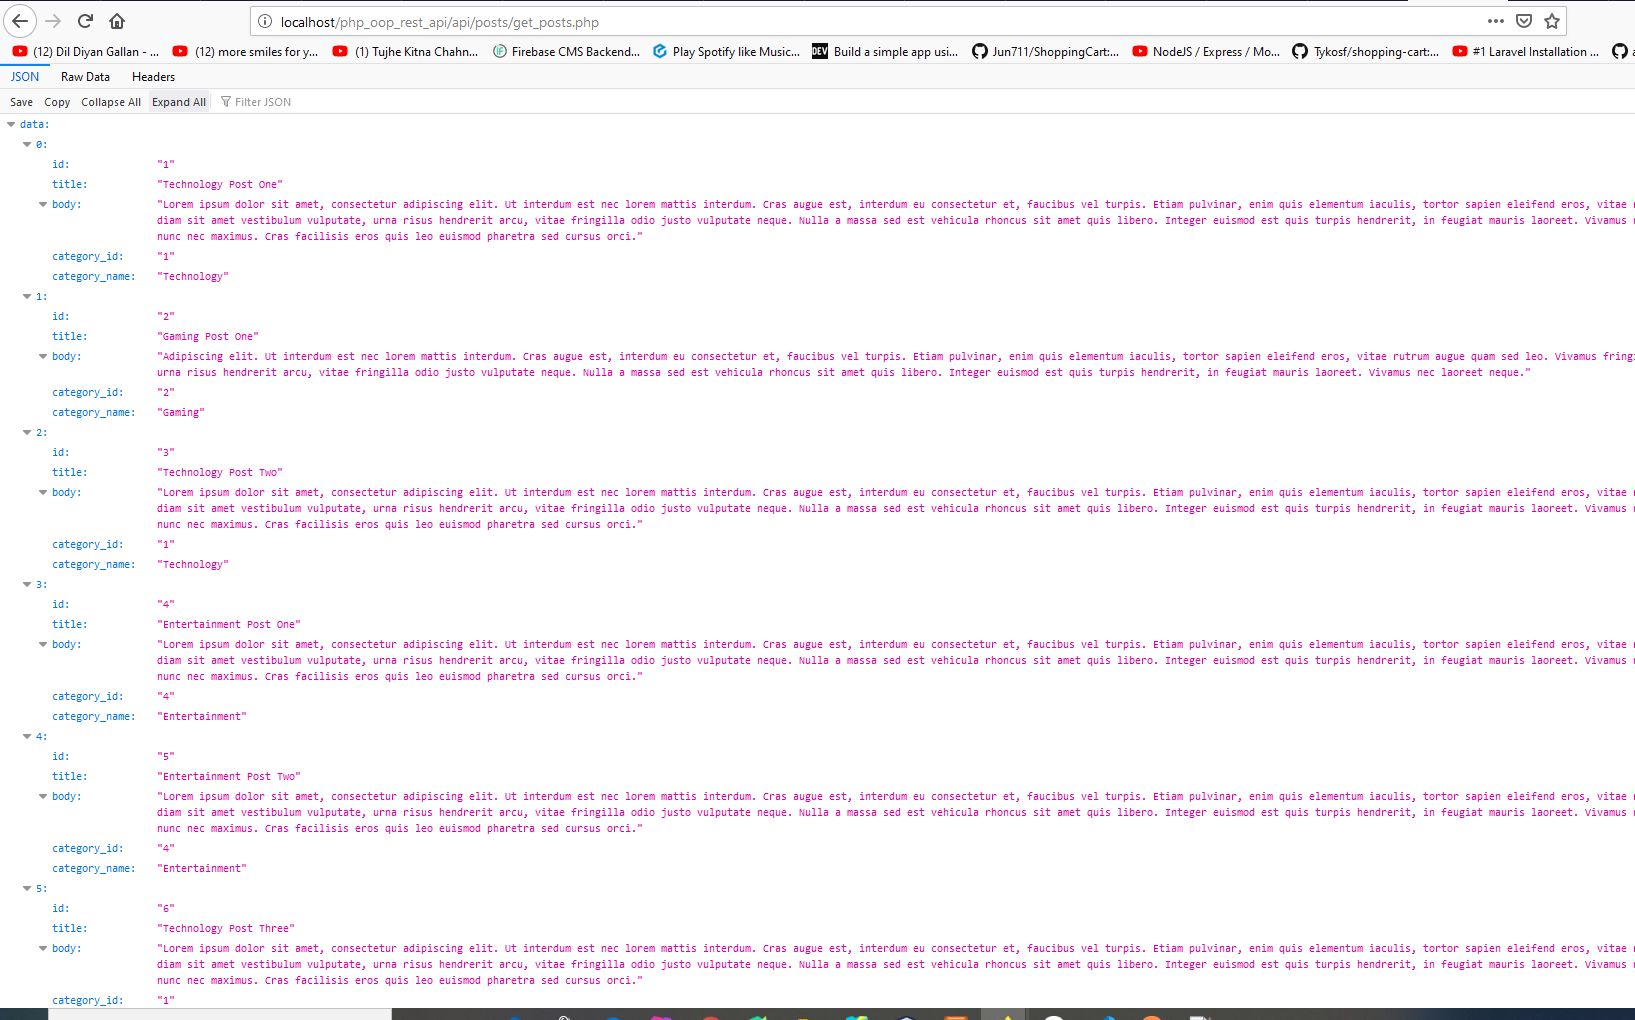 localhost/php_oop_rest_api/api/posts/get_posts.php
(12) Dil Diyan Gallan - ... (12) more smiles for y... (1) Tujhe Kitna Chahn... Firebase CMS Backend... Play Spotify like Music... DEV Build a simple app usi... Jun711/ShoppingCart:... NodeJS / Express / Mo... Tykosf/shopping-cart:... #1 Laravel Installation ...
JSON Raw Data Headers
Save Copy Collapse All Expand All Filter JSON
data:
0:
id: "1"
title: "Technology Post One"
body: "Lorem ipsum dolor sit amet, consectetur adipiscing elit. Ut interdum est nec lorem mattis interdum. Cras augue est, interdum eu consectetur et, faucibus vel turpis. Etiam pulvinar, enim quis elementum iaculis, tortor sapien eleifend eros, vitae
diam sit amet vestibulum vulputate, urna risus hendrerit arcu, vitae fringilla odio justo vulputate neque. Nulla a massa sed est vehicula rhoncus sit amet quis libero. Integer euismod est quis turpis hendrerit, in feugiat mauris laoreet. Vivamus
nunc nec maximus. Cras facilisis eros quis leo euismod pharetra sed cursus orci."
category_id: "1"
category_name: "Technology"
1:
id: "2"
title: "Gaming Post One"
body: "Adipiscing elit. Ut interdum est nec lorem mattis interdum. Cras augue est, interdum eu consectetur et, faucibus vel turpis. Etiam pulvinar, enim quis elementum iaculis, tortor sapien eleifend eros, vitae rutrum augue quam sed leo. Vivamus fring
urna risus hendrerit arcu, vitae fringilla odio justo vulputate neque. Nulla a massa sed est vehicula rhoncus sit amet quis libero. Integer euismod est quis turpis hendrerit, in feugiat mauris laoreet. Vivamus nec laoreet neque."
category_id: "2"
category_name: "Gaming"
2:
id: "3"
title: "Technology Post Two"
body: "Lorem ipsum dolor sit amet, consectetur adipiscing elit. Ut interdum est nec lorem mattis interdum. Cras augue est, interdum eu consectetur et, faucibus vel turpis. Etiam pulvinar, enim quis elementum iaculis, tortor sapien eleifend eros, vitae
diam sit amet vestibulum vulputate, urna risus hendrerit arcu, vitae fringilla odio justo vulputate neque. Nulla a massa sed est vehicula rhoncus sit amet quis libero. Integer euismod est quis turpis hendrerit, in feugiat mauris laoreet. Vivamus
nunc nec maximus. Cras facilisis eros quis leo euismod pharetra sed cursus orci."
category_id: "1"
category_name: "Technology"
3:
id: "4"
title: "Entertainment Post One"
body: "Lorem ipsum dolor sit amet, consectetur adipiscing elit. Ut interdum est nec lorem mattis interdum. Cras augue est, interdum eu consectetur et, faucibus vel turpis. Etiam pulvinar, enim quis elementum iaculis, tortor sapien eleifend eros, vitae
diam sit amet vestibulum vulputate, urna risus hendrerit arcu, vitae fringilla odio justo vulputate neque. Nulla a massa sed est vehicula rhoncus sit amet quis libero. Integer euismod est quis turpis hendrerit, in feugiat mauris laoreet. Vivamus
nunc nec maximus. Cras facilisis eros quis leo euismod pharetra sed cursus orci."
category_id: "4"
category_name: "Entertainment"
4:
id: "5"
title: "Entertainment Post Two"
body: "Lorem ipsum dolor sit amet, consectetur adipiscing elit. Ut interdum est nec lorem mattis interdum. Cras augue est, interdum eu consectetur et, faucibus vel turpis. Etiam pulvinar, enim quis elementum iaculis, tortor sapien eleifend eros, vitae
diam sit amet vestibulum vulputate, urna risus hendrerit arcu, vitae fringilla odio justo vulputate neque. Nulla a massa sed est vehicula rhoncus sit amet quis libero. Integer euismod est quis turpis hendrerit, in feugiat mauris laoreet. Vivamus
nunc nec maximus. Cras facilisis eros quis leo euismod pharetra sed cursus orci."
category_id: "4"
category_name: "Entertainment"
5:
id: "6"
title: "Technology Post Three"
body: "Lorem ipsum dolor sit amet, consectetur adipiscing elit. Ut interdum est nec lorem mattis interdum. Cras augue est, interdum eu consectetur et, faucibus vel turpis. Etiam pulvinar, enim quis elementum iaculis, tortor sapien eleifend eros, vitae
diam sit amet vestibulum vulputate, urna risus hendrerit arcu, vitae fringilla odio justo vulputate neque. Nulla a massa sed est vehicula rhoncus sit amet quis libero. Integer euismod est quis turpis hendrerit, in feugiat mauris laoreet. Vivamus
nunc nec maximus. Cras facilisis eros quis leo euismod pharetra sed cursus orci."
category_id: "1"